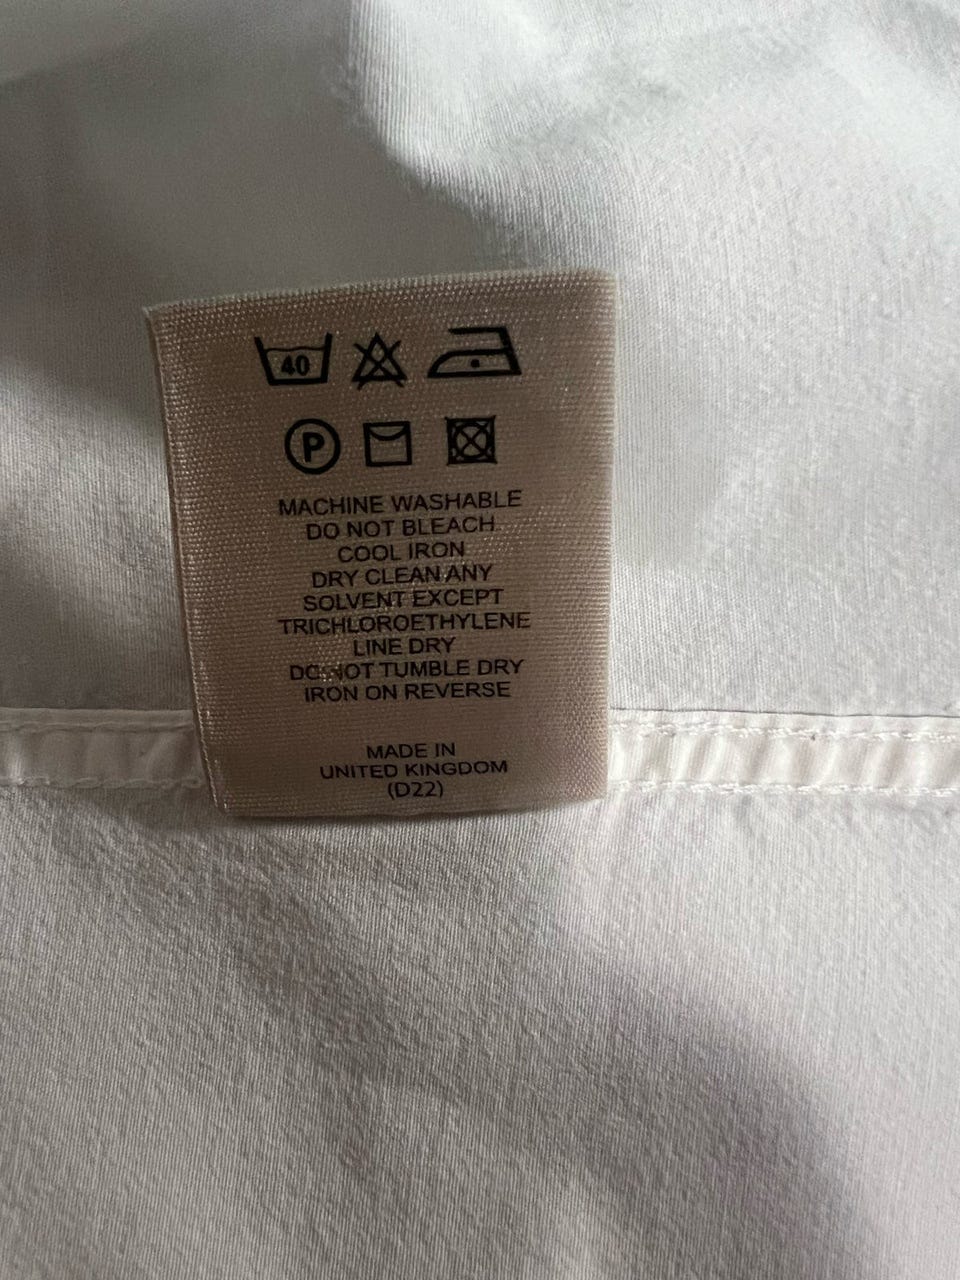 40
P
MACHINE WASHABLE
DO NOT BLEACH
COOL IRON
DRY CLEAN ANY
SOLVENT EXCEPT
TRICHLOROETHYLENE
LINE DRY
DO NOT TUMBLE DRY
IRON ON REVERSE
MADE IN
UNITED KINGDOM
(D22)